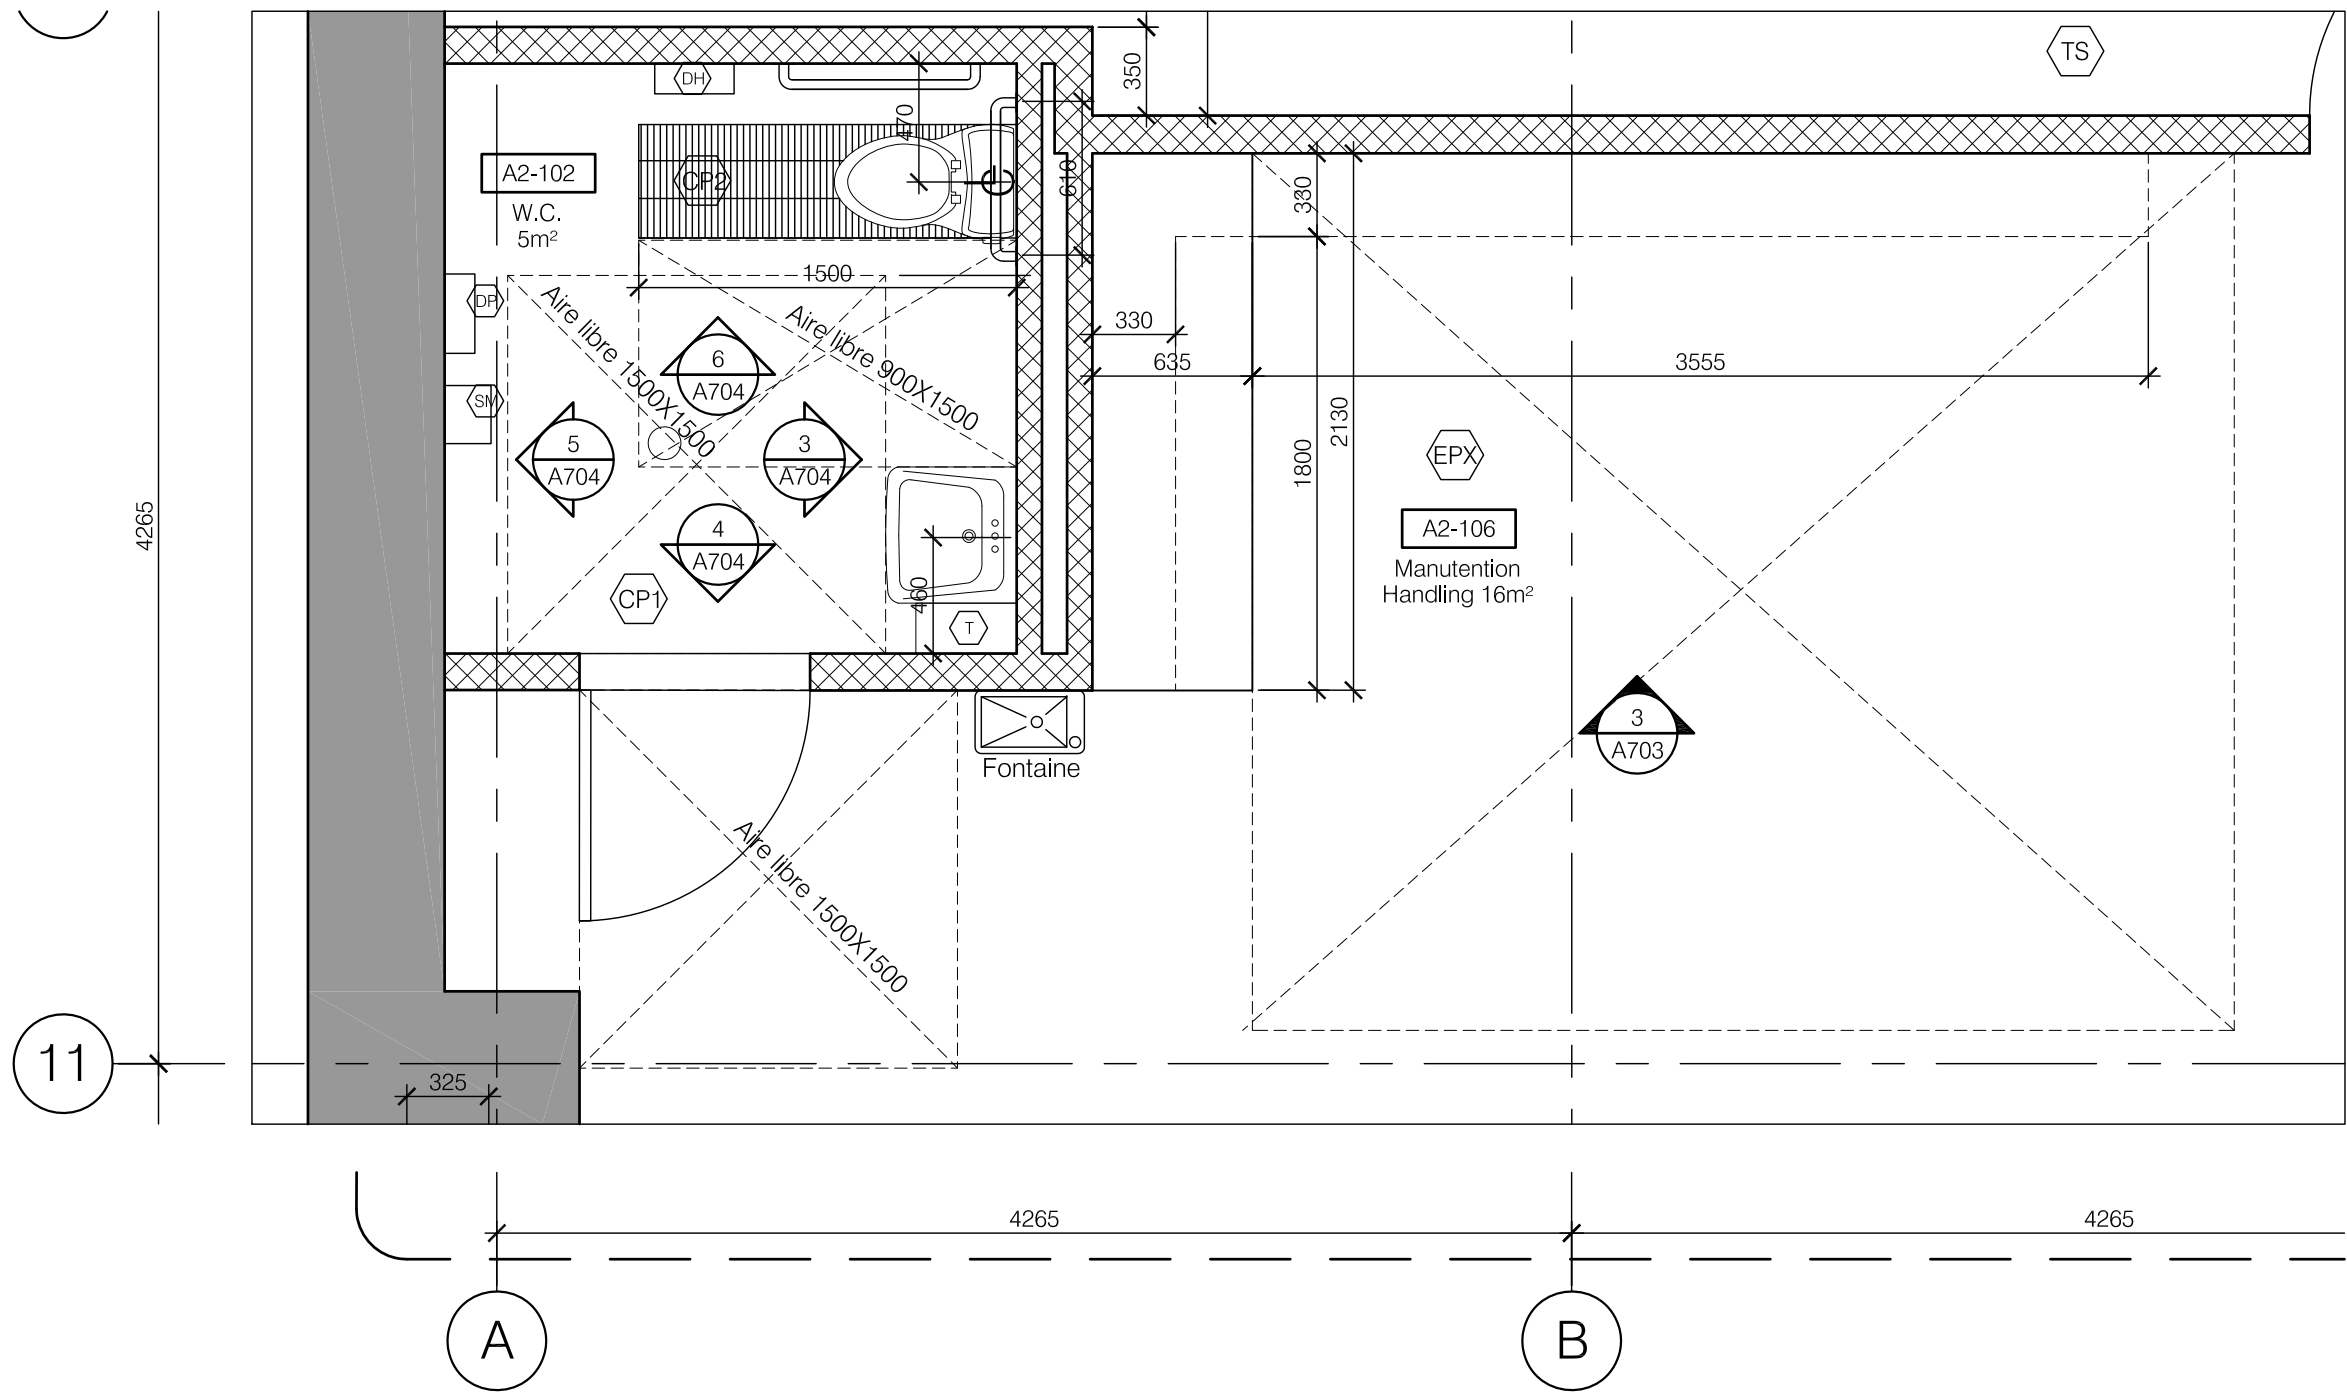 TS
350
DH
470
CP2
A2-102
W.C.
5m²
610
330
1500
DP
Aire libre 1500X1500
Aire libre 900X1500
330
635
3555
6
A704
SM
5
A704
3
A704
2130
1800
EPX
4265
A2-106
Manutention
Handling 16m²
4
A704
CP1
460
T
3
A703
Fontaine
Aire libre 1500X1500
11
325
4265
4265
A
B